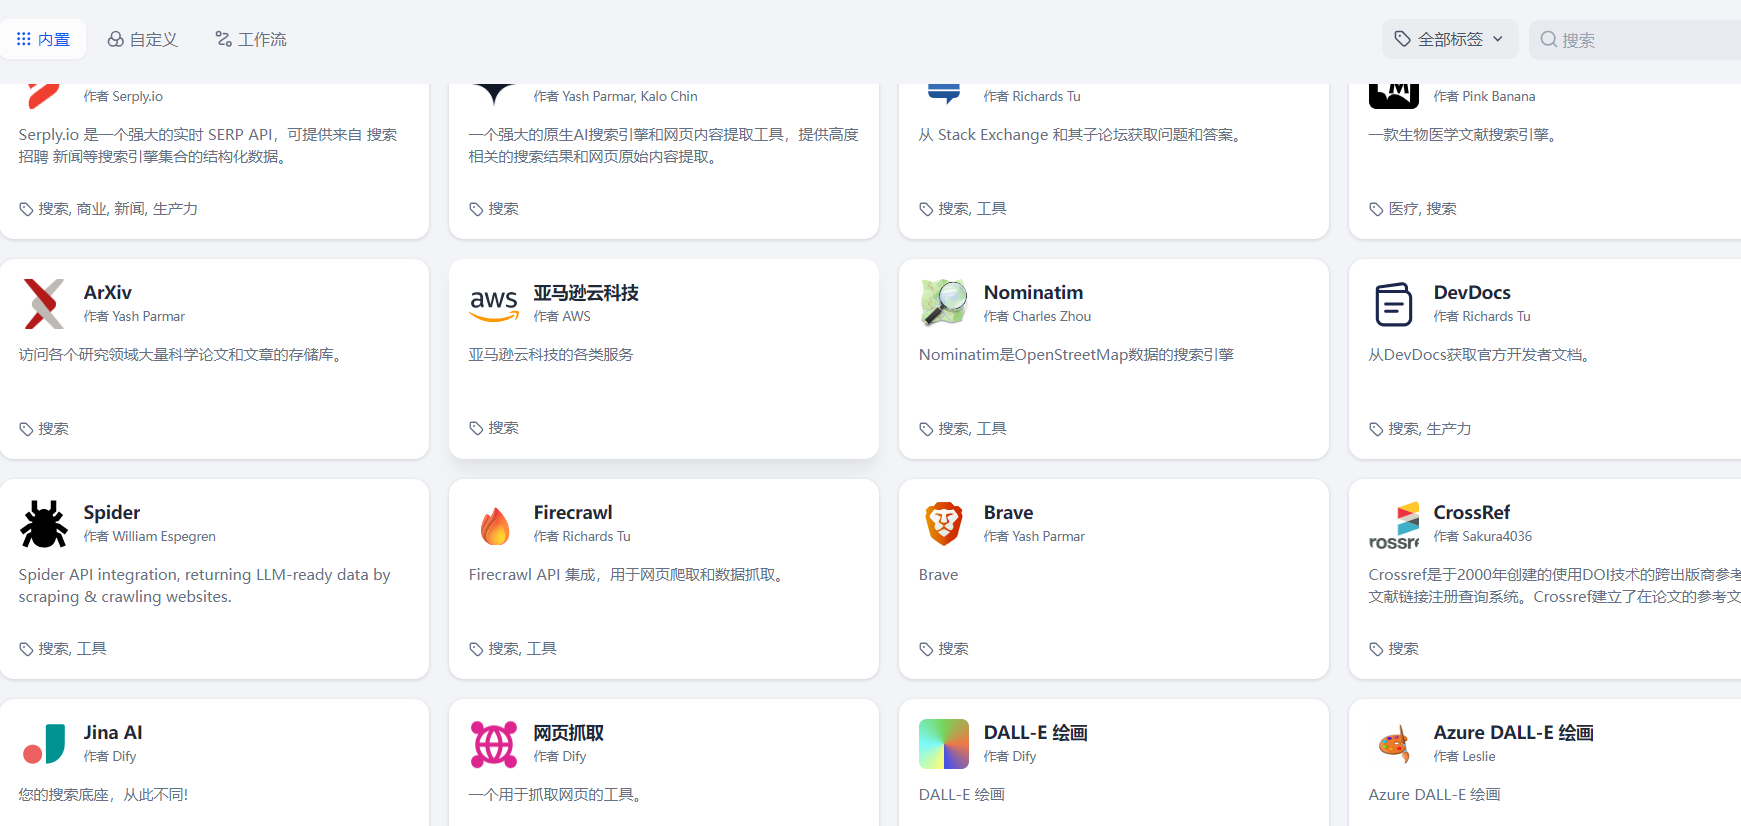 内置
自定义
工作流
全部标签
搜索
作者 Serply.io
Serply.io 是一个强大的实时 SERP API，可提供来自 搜索
招聘 新闻等搜索引擎集合的结构化数据。
搜索, 商业, 新闻, 生产力
作者 Yash Parmar, Kalo Chin
一个强大的原生AI搜索引擎和网页内容提取工具，提供高度
相关的搜索结果和网页原始内容提取。
搜索
作者 Richards Tu
从 Stack Exchange 和其子论坛获取问题和答案。
搜索, 工具
作者 Pink Banana
一款生物医学文献搜索引擎。
医疗, 搜索
ArXiv
作者 Yash Parmar
访问各个研究领域大量科学论文和文章的存储库。
搜索
aws
亚马逊云科技
作者 AWS
亚马逊云科技的各类服务
搜索
Nominatim
作者 Charles Zhou
Nominatim是OpenStreetMap数据的搜索引擎
搜索, 工具
DevDocs
作者 Richards Tu
从DevDocs获取官方开发者文档。
搜索, 生产力
Spider
作者 William Espegren
Spider API integration, returning LLM-ready data by
scraping & crawling websites.
搜索, 工具
Firecrawl
作者 Richards Tu
Firecrawl API 集成，用于网页爬取和数据抓取。
搜索, 工具
Brave
作者 Yash Parmar
Brave
搜索
CrossRef
作者 Sakura4036
Crossref是于2000年创建的使用DOI技术的跨出版商参考
文献链接注册查询系统。Crossref建立了在论文的参考文
搜索
Jina AI
作者 Dify
您的搜索底座，从此不同!
网页抓取
作者 Dify
一个用于抓取网页的工具。
DALL-E 绘画
作者 Dify
DALL-E 绘画
Azure DALL-E 绘画
作者 Leslie
Azure DALL-E 绘画